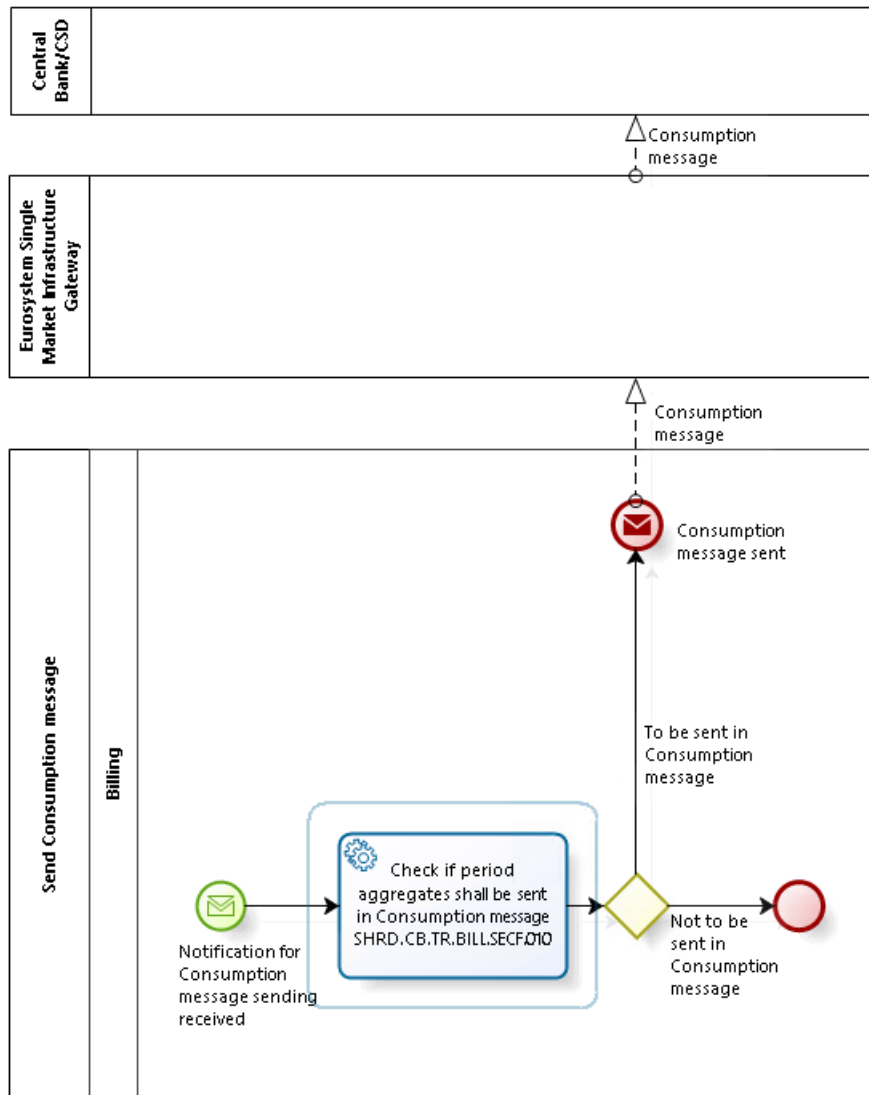 Central
Bank/CSD
Consumption
message
Eurosystem Single
Market Infrastructure
Gateway
Consumption
message
Send Consumption message
Billing
Consumption
message sent
To be sent in
Consumption
message
Check if period
aggregates shall be sent
in Consumption message
SHRD.CB.TR.BILL.SECF.010
Notification for
Consumption
message sending
received
Not to be
sent in
Consumption
message